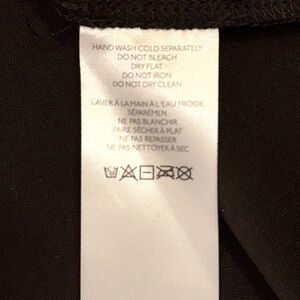 HAND WASH COLD SEPARATELY
DO NOT BLEACH
DRY FLAT
DO NOT IRON
DO NOT DRY CLEAN
LAVER À LA MAIN À L'EAU FROIDE
SÉPARÉMEN
NE PAS BLANCHIR
FAIRE SÉCHER À PLAT
NE PAS REPASSER
NE PAS NETTOYER À SEC